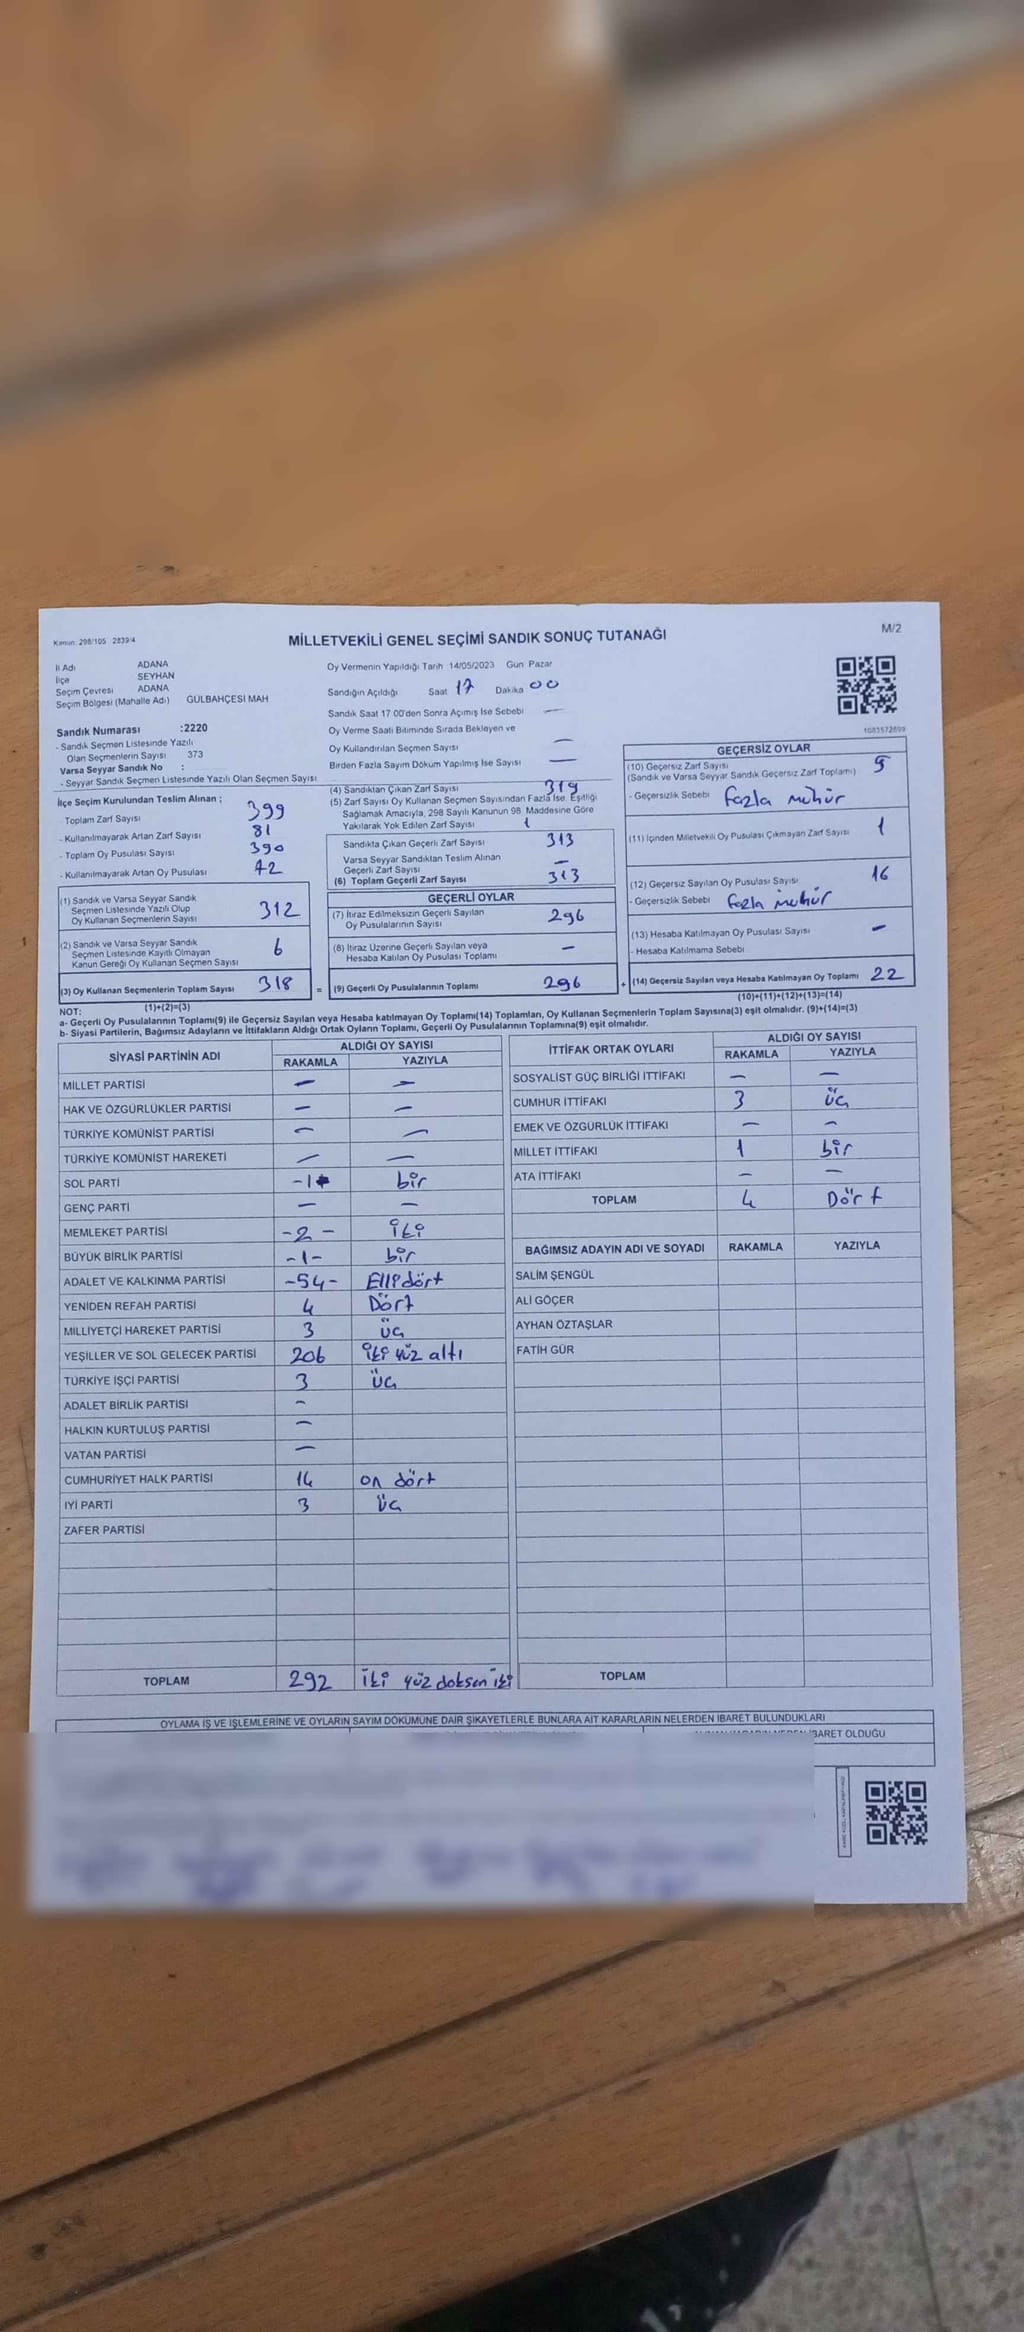 Kanun: 298/105 2839/4
MİLLETVEKİLİ GENEL SEÇİMİ SANDIK SONUÇ TUTANAĞI
M/2
İl Adı ADANA
İlçe SEYHAN
Seçim Çevresi ADANA
Seçim Bölgesi (Mahalle Adı) GÜLBAHÇESİ MAH
Oy Vermenin Yapıldığı Tarih 14/05/2023 Gün Pazar
Sandığın Açıldığı Saat 17 Dakika 00
Sandık Saat 17:00'den Sonra Açımış İse Sebebi —
Oy Verme Saati Bitiminde Sırada Bekleyen ve
Oy Kullandırılan Seçmen Sayısı —
Birden Fazla Sayım Döküm Yapılmış İse Sayısı —
Sandık Numarası :2220
- Sandık Seçmen Listesinde Yazılı
Olan Seçmenlerin Sayısı 373
Varsa Seyyar Sandık No :
- Seyyar Sandık Seçmen Listesinde Yazılı Olan Seçmen Sayısı
İlçe Seçim Kurulundan Teslim Alınan ;
- Toplam Zarf Sayısı 399
- Kullanılmayarak Artan Zarf Sayısı 81
- Toplam Oy Pusulası Sayısı 390
- Kullanılmayarak Artan Oy Pusulası 72
(1) Sandık ve Varsa Seyyar Sandık
Seçmen Listesinde Yazılı Olup
Oy Kullanan Seçmenlerin Sayısı 312
(2) Sandık ve Varsa Seyyar Sandık
Seçmen Listesinde Kayıtlı Olmayan
Kanun Gereği Oy Kullanan Seçmen Sayısı 6
(3) Oy Kullanan Seçmenlerin Toplam Sayısı 318 =
(4) Sandıktan Çıkan Zarf Sayısı 319
(5) Zarf Sayısı Oy Kullanan Seçmen Sayısından Fazla İse, Eşitliği
Sağlamak Amacıyla, 298 Sayılı Kanunun 98. Maddesine Göre
Yakılarak Yok Edilen Zarf Sayısı 1
Sandıkta Çıkan Geçerli Zarf Sayısı 313
Varsa Seyyar Sandıktan Teslim Alınan
Geçerli Zarf Sayısı —
(6) Toplam Geçerli Zarf Sayısı 313
GEÇERLİ OYLAR
(7) İtiraz Edilmeksizin Geçerli Sayılan
Oy Pusulalarının Sayısı 296
(8) İtiraz Üzerine Geçerli Sayılan veya
Hesaba Katılan Oy Pusulası Toplamı —
(9) Geçerli Oy Pusulalarının Toplamı 296 +
GEÇERSİZ OYLAR
(10) Geçersiz Zarf Sayısı 5
(Sandık ve Varsa Seyyar Sandık Geçersiz Zarf Toplamı)
- Geçersizlik Sebebi fazla mühür
(11) İçinden Milletvekili Oy Pusulası Çıkmayan Zarf Sayısı 1
(12) Geçersiz Sayılan Oy Pusulası Sayısı 16
- Geçersizlik Sebebi fazla mühür
(13) Hesaba Katılmayan Oy Pusulası Sayısı —
- Hesaba Katılmama Sebebi
(14) Geçersiz Sayılan veya Hesaba Katılmayan Oy Toplamı 22
NOT: (1)+(2)=(3) (10)+(11)+(12)+(13)=(14)
a- Geçerli Oy Pusulalarının Toplamı(9) ile Geçersiz Sayılan veya Hesaba katılmayan Oy Toplamı(14) Toplamları, Oy Kullanan Seçmenlerin Toplam Sayısına(3) eşit olmalıdır. (9)+(14)=(3)
b- Siyasi Partilerin, Bağımsız Adayların ve İttifakların Aldığı Ortak Oyların Toplamı, Geçerli Oy Pusulalarının Toplamına(9) eşit olmalıdır.
SİYASİ PARTİNİN ADI ALDIĞI OY SAYISI
RAKAMLA YAZIYLA
MİLLET PARTİSİ — —
HAK VE ÖZGÜRLÜKLER PARTİSİ — —
TÜRKİYE KOMÜNİST PARTİSİ — —
TÜRKİYE KOMÜNİST HAREKETİ — —
SOL PARTİ -1- bir
GENÇ PARTİ — —
MEMLEKET PARTİSİ -2- iki
BÜYÜK BİRLİK PARTİSİ -1- bir
ADALET VE KALKINMA PARTİSİ -54- Ellidört
YENİDEN REFAH PARTİSİ 4 Dört
MİLLİYETÇİ HAREKET PARTİSİ 3 üç
YEŞİLLER VE SOL GELECEK PARTİSİ 206 iki yüz altı
TÜRKİYE İŞÇİ PARTİSİ 3 üç
ADALET BİRLİK PARTİSİ —
HALKIN KURTULUŞ PARTİSİ —
VATAN PARTİSİ —
CUMHURİYET HALK PARTİSİ 14 on dört
İYİ PARTİ 3 üç
ZAFER PARTİSİ
TOPLAM 292 iki yüz doksen iki
İTTİFAK ORTAK OYLARI ALDIĞI OY SAYISI
RAKAMLA YAZIYLA
SOSYALİST GÜÇ BİRLİĞİ İTTİFAKI — —
CUMHUR İTTİFAKI 3 üç
EMEK VE ÖZGÜRLÜK İTTİFAKI — —
MİLLET İTTİFAKI 1 bir
ATA İTTİFAKI — —
TOPLAM 4 Dört
BAĞIMSIZ ADAYIN ADI VE SOYADI RAKAMLA YAZIYLA
SALİM ŞENGÜL
ALİ GÖÇER
AYHAN ÖZTAŞLAR
FATİH GÜR
TOPLAM
OYLAMA İŞ VE İŞLEMLERİNE VE OYLARIN SAYIM DÖKÜMÜNE DAİR ŞİKAYETLERLE BUNLARA AİT KARARLARIN NELERDEN İBARET BULUNDUKLARI
İBARET OLDUĞU